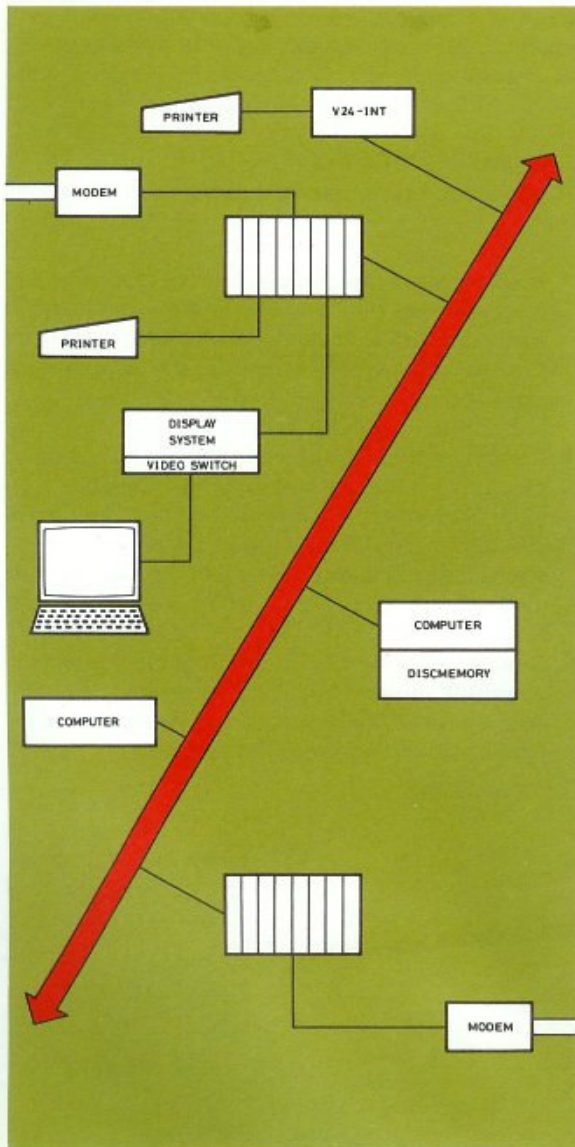 PRINTER
V24-INT
MODEM
PRINTER
DISPLAY
SYSTEM
VIDEO SWITCH
COMPUTER
DISCMEMORY
COMPUTER
MODEM